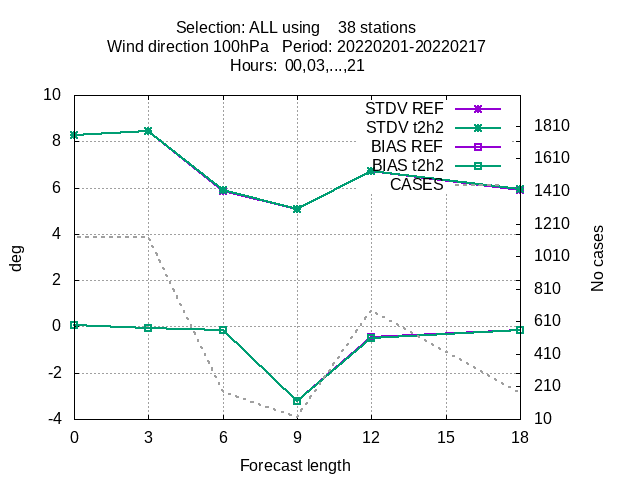 Selection: ALL using    38 stations
Wind direction 100hPa   Period: 20220201-20220217
Hours:  00,03,...,21
STDV REF
STDV t2h2
BIAS REF
BIAS t2h2
CASES
10
8
6
4
2
0
-2
-4
deg
1810
1610
1410
1210
1010
810
610
410
210
10
No cases
0 3 6 9 12 15 18
Forecast length